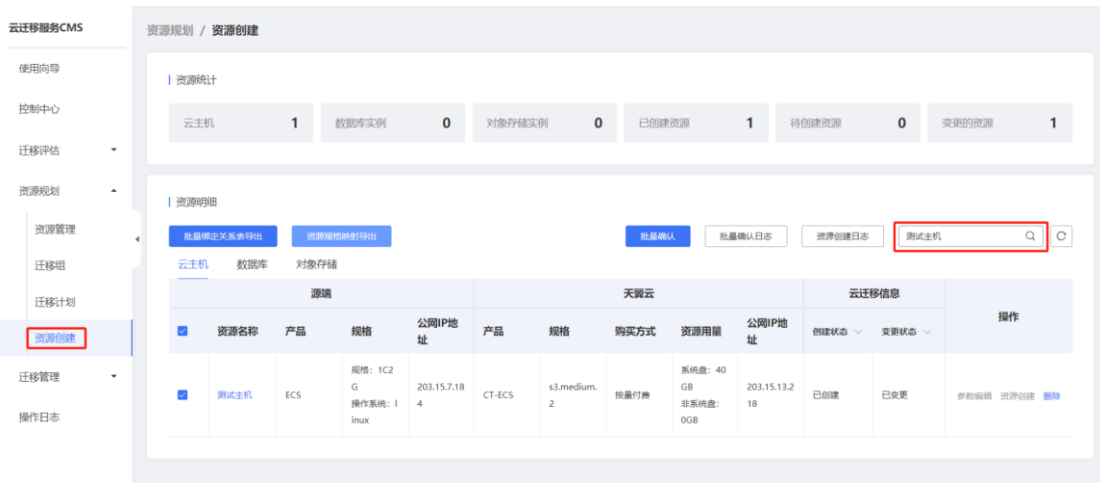 云迁移服务CMS
资源规划 / 资源创建
使用向导
控制中心
迁移评估
资源规划
资源管理
迁移组
迁移计划
资源创建
迁移管理
操作日志
资源统计
云主机 1 数据库实例 0 对象存储实例 0 已创建资源 1 待创建资源 0 变更的资源 1
资源明细
批量绑定关系表导出 资源规格映射导出 批量确认 批量确认日志 资源创建日志 测试主机
云主机 数据库 对象存储
源端 天翼云 云迁移信息 操作
资源名称 产品 规格 公网IP地
址 产品 规格 购买方式 资源用量 公网IP地
址 创建状态 变更状态
测试主机 ECS
规格：1C2
G
操作系统：l
inux
203.15.7.18
4
CT-ECS
s3.medium.
2
按量付费
系统盘：40
GB
非系统盘：
0GB
203.15.13.2
18
已创建 已变更 参数编辑 资源创建 删除